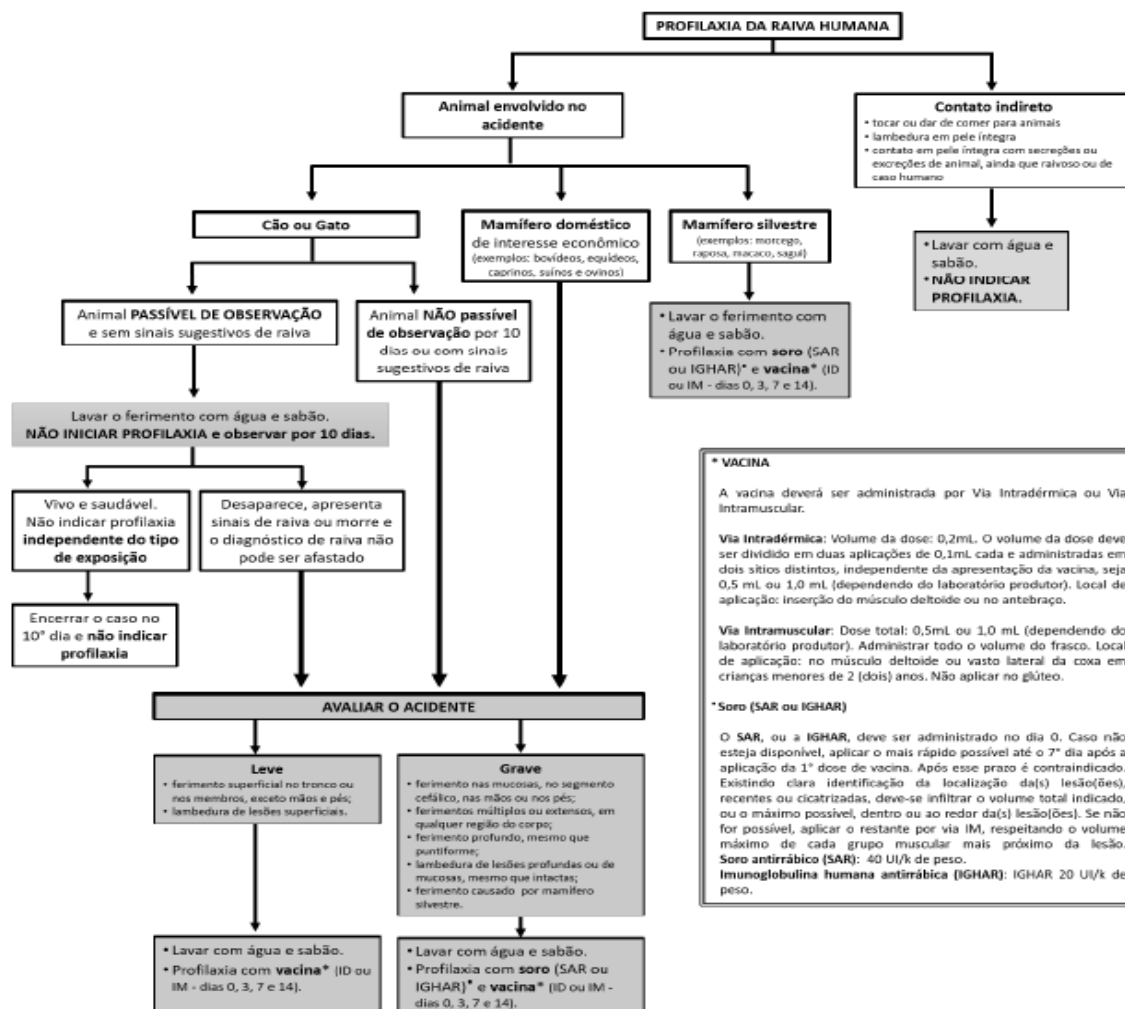 PROFILAXIA DA RAIVA HUMANA
Animal envolvido no
acidente
Contato indireto
• tocar ou dar de comer para animais
• lambedura em pele íntegra
• contato em pele íntegra com secreções ou
excreções de animal, ainda que raivoso ou de
caso humano
Cão ou Gato
Mamífero doméstico
de interesse econômico
(exemplos: bovídeos, equídeos,
caprinos, suínos e ovinos)
Mamífero silvestre
(exemplos: morcego,
raposa, macaco, sagui)
• Lavar com água e
sabão.
• NÃO INDICAR
PROFILAXIA.
Animal PASSÍVEL DE OBSERVAÇÃO
e sem sinais sugestivos de raiva
Animal NÃO passível
de observação por 10
dias ou com sinais
sugestivos de raiva
• Lavar o ferimento com
água e sabão.
• Profilaxia com soro (SAR
ou IGHAR)• e vacina* (ID
ou IM - dias 0, 3, 7 e 14).
Lavar o ferimento com água e sabão.
NÃO INICIAR PROFILAXIA e observar por 10 dias.
Vivo e saudável.
Não indicar profilaxia
independente do tipo
de exposição
Desaparece, apresenta
sinais de raiva ou morre e
o diagnóstico de raiva não
pode ser afastado
Encerrar o caso no
10° dia e não indicar
profilaxia
AVALIAR O ACIDENTE
Leve
• ferimento superficial no tronco ou
nos membros, exceto mãos e pés;
• lambedura de lesões superficiais.
Grave
• ferimento nas mucosas, no segmento
cefálico, nas mãos ou nos pés;
• ferimentos múltiplos ou extensos, em
qualquer região do corpo;
• ferimento profundo, mesmo que
puntiforme;
• lambedura de lesões profundas ou de
mucosas, mesmo que intactas;
• ferimento causado por mamífero
silvestre.
• Lavar com água e sabão.
• Profilaxia com vacina* (ID ou
IM - dias 0, 3, 7 e 14).
• Lavar com água e sabão.
• Profilaxia com soro (SAR ou
IGHAR)• e vacina* (ID ou IM -
dias 0, 3, 7 e 14).
* VACINA
A vacina deverá ser administrada por Via Intradérmica ou Via
Intramuscular.
Via Intradérmica: Volume da dose: 0,2mL. O volume da dose deve
ser dividido em duas aplicações de 0,1mL cada e administradas em
dois sítios distintos, independente da apresentação da vacina, seja
0,5 mL ou 1,0 mL (dependendo do laboratório produtor). Local de
aplicação: inserção do músculo deltoide ou no antebraço.
Via Intramuscular: Dose total: 0,5mL ou 1,0 mL (dependendo do
laboratório produtor). Administrar todo o volume do frasco. Local
de aplicação: no músculo deltoide ou vasto lateral da coxa em
crianças menores de 2 (dois) anos. Não aplicar no glúteo.
• Soro (SAR ou IGHAR)
O SAR, ou a IGHAR, deve ser administrado no dia 0. Caso não
esteja disponível, aplicar o mais rápido possível até o 7° dia após a
aplicação da 1° dose de vacina. Após esse prazo é contraindicado.
Existindo clara identificação da localização da(s) lesão(ões),
recentes ou cicatrizadas, deve-se infiltrar o volume total indicado,
ou o máximo possível, dentro ou ao redor da(s) lesão(ões). Se não
for possível, aplicar o restante por via IM, respeitando o volume
máximo de cada grupo muscular mais próximo da lesão.
Soro antirrábico (SAR): 40 UI/k de peso.
Imunoglobulina humana antirrábica (IGHAR): IGHAR 20 UI/k de
peso.